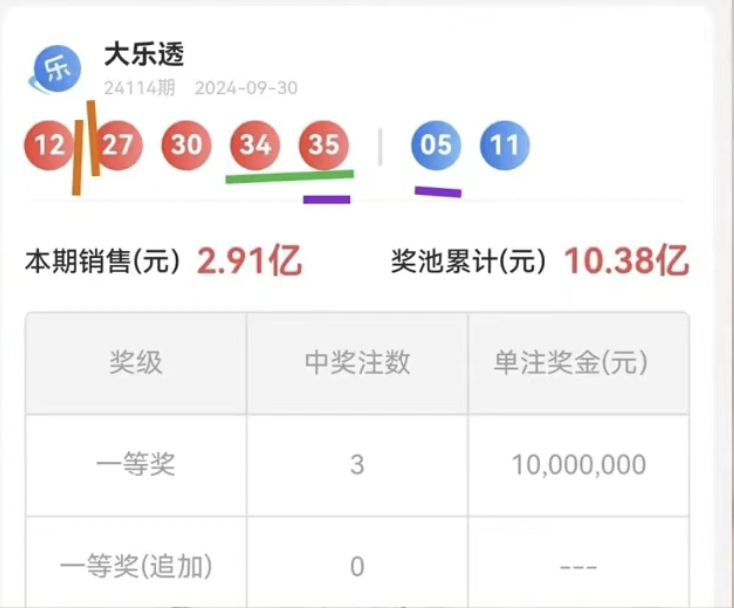 乐 大乐透
24114期 2024-09-30
12 27 30 34 35 05 11
本期销售(元) 2.91亿 奖池累计(元) 10.38亿
奖级 中奖注数 单注奖金(元)
一等奖 3 10,000,000
一等奖(追加) 0 ---